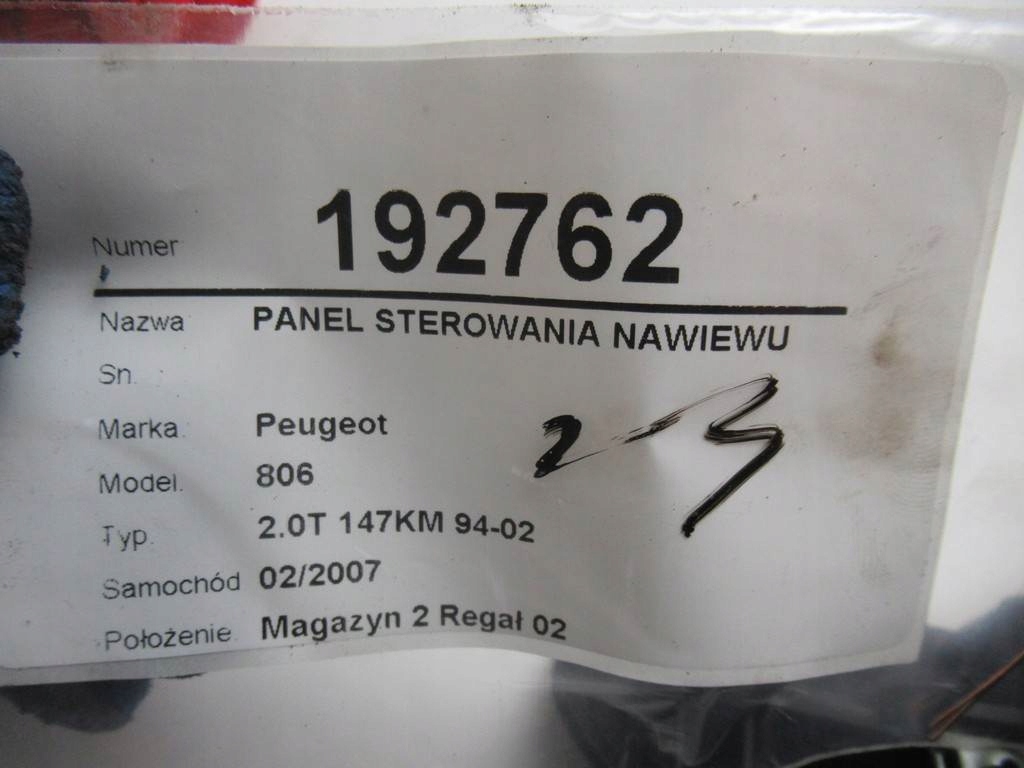 Numer 192762
Nazwa PANEL STEROWANIA NAWIEWU
Sn. :
Marka. Peugeot
Model. 806
Typ. 2.0T 147KM 94-02
Samochód 02/2007
Położenie. Magazyn 2 Regał 02
2-3